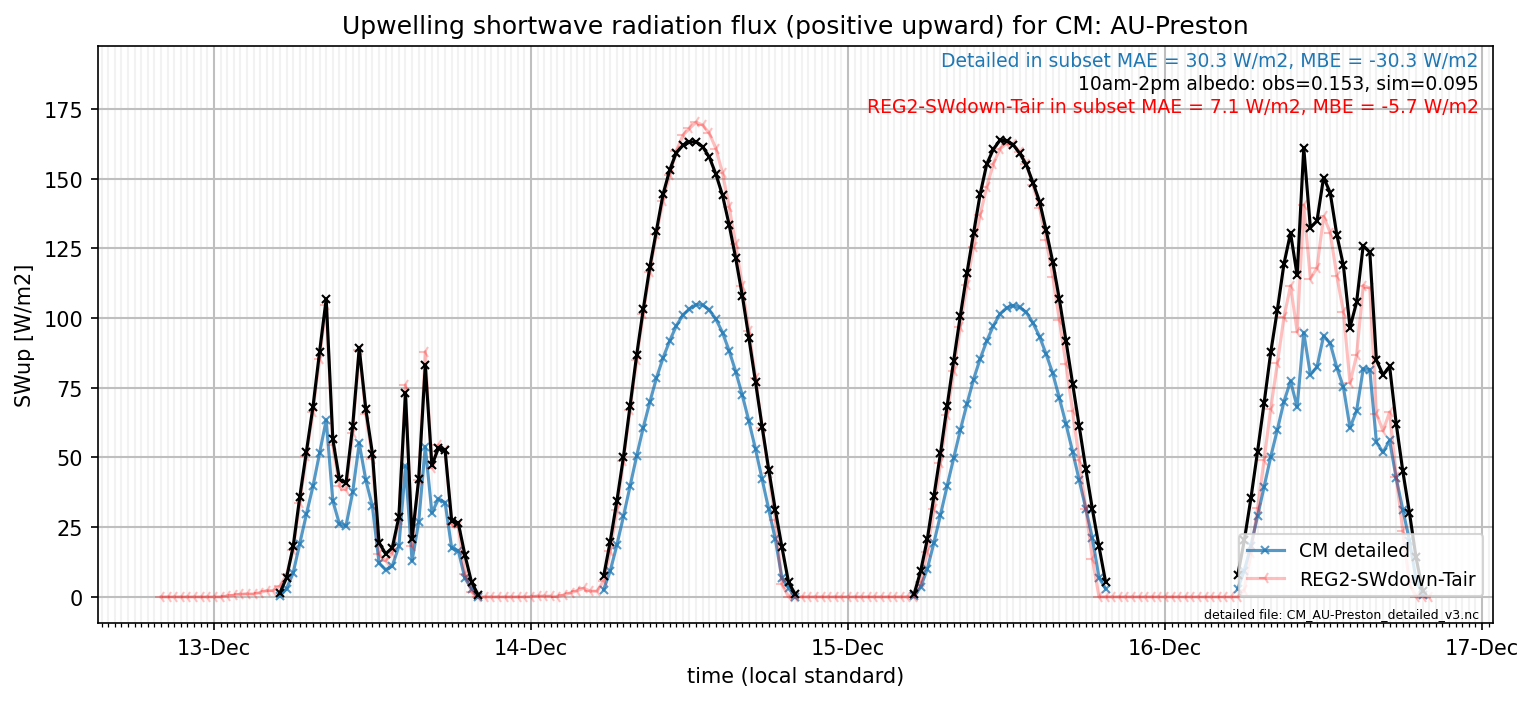 Upwelling shortwave radiation flux (positive upward) for CM: AU-Preston
Detailed in subset MAE = 30.3 W/m2, MBE = -30.3 W/m2
10am-2pm albedo: obs=0.153, sim=0.095
REG2-SWdown-Tair in subset MAE = 7.1 W/m2, MBE = -5.7 W/m2
SWup [W/m2]
175
150
125
100
75
50
25
0
CM detailed
REG2-SWdown-Tair
detailed file: CM_AU-Preston_detailed_v3.nc
13-Dec
14-Dec
15-Dec
16-Dec
17-Dec
time (local standard)